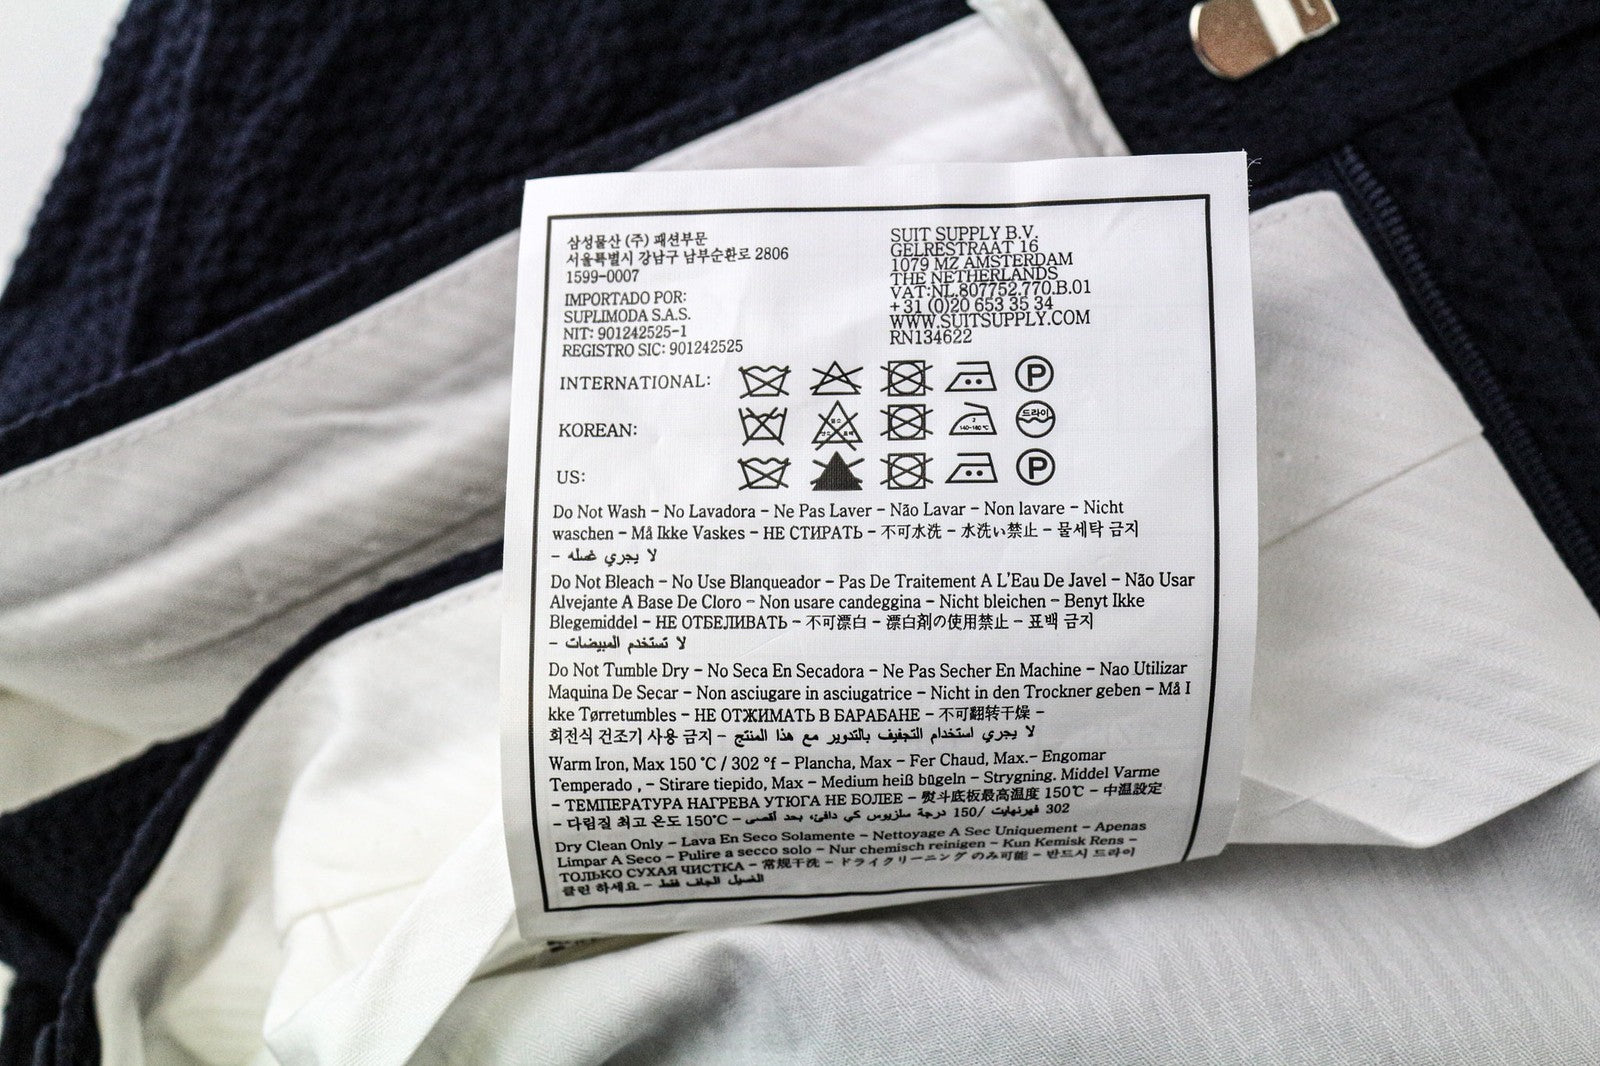 삼성물산 (주) 패션부문
서울특별시 강남구 남부순환로 2806
1599-0007
IMPORTADO POR:
SUPLIMODA S.A.S.
NIT: 901242525-1
REGISTRO SIC: 901242525
SUIT SUPPLY B.V.
GELRESTRAAT 16
1079 MZ AMSTERDAM
THE NETHERLANDS
VAT:NL.807752.770.B.01
+31 (0)20 653 35 34
WWW.SUITSUPPLY.COM
RN134622
INTERNATIONAL: P
KOREAN: 2 140-160 °C 드라이
US: P
Do Not Wash - No Lavadora - Ne Pas Laver - Não Lavar - Non lavare - Nicht
waschen - Må Ikke Vaskes - НЕ СТИРАТЬ - 不可水洗 - 水洗い禁止 - 물세탁 금지
- لا يجري غسله
Do Not Bleach - No Use Blanqueador - Pas De Traitement A L'Eau De Javel - Não Usar
Alvejante A Base De Cloro - Non usare candeggina - Nicht bleichen - Benyt Ikke
Blegemiddel - НЕ ОТБЕЛИВАТЬ - 不可漂白 - 漂白剤の使用禁止 - 표백 금지
- لا تستخدم المبيضات
Do Not Tumble Dry - No Seca En Secadora - Ne Pas Secher En Machine - Nao Utilizar
Maquina De Secar - Non asciugare in asciugatrice - Nicht in den Trockner geben - Må I
kke Tørretumbles - НЕ ОТЖИМАТЬ В БАРАБАНЕ - 不可翻转干燥 -
회전식 건조기 사용 금지 - لا يجري استخدام التجفيف بالتدوير مع هذا المنتج
Warm Iron, Max 150 °C / 302 °f - Plancha, Max - Fer Chaud, Max.- Engomar
Temperado , - Stirare tiepido, Max - Medium heiß bügeln - Strygning. Middel Varme
- ТЕМПЕРАТУРА НАГРЕВА УТЮГА НЕ БОЛЕЕ - 熨斗底板最高温度 150℃ - 中温設定
- 다림질 최고 온도 150℃ - كي دافئ، بحد أقصى 150/ درجة سلزيوس 302 فيرنهايت
Dry Clean Only - Lava En Seco Solamente - Nettoyage A Sec Uniquement - Apenas
Limpar A Seco - Pulire a secco solo - Nur chemisch reinigen - Kun Kemisk Rens -
ТОЛЬКО СУХАЯ ЧИСТКА - 常规干洗 - ドライクリーニング のみ可能 - 반드시 드라이
클린 하세요 - الغسيل الجاف فقط